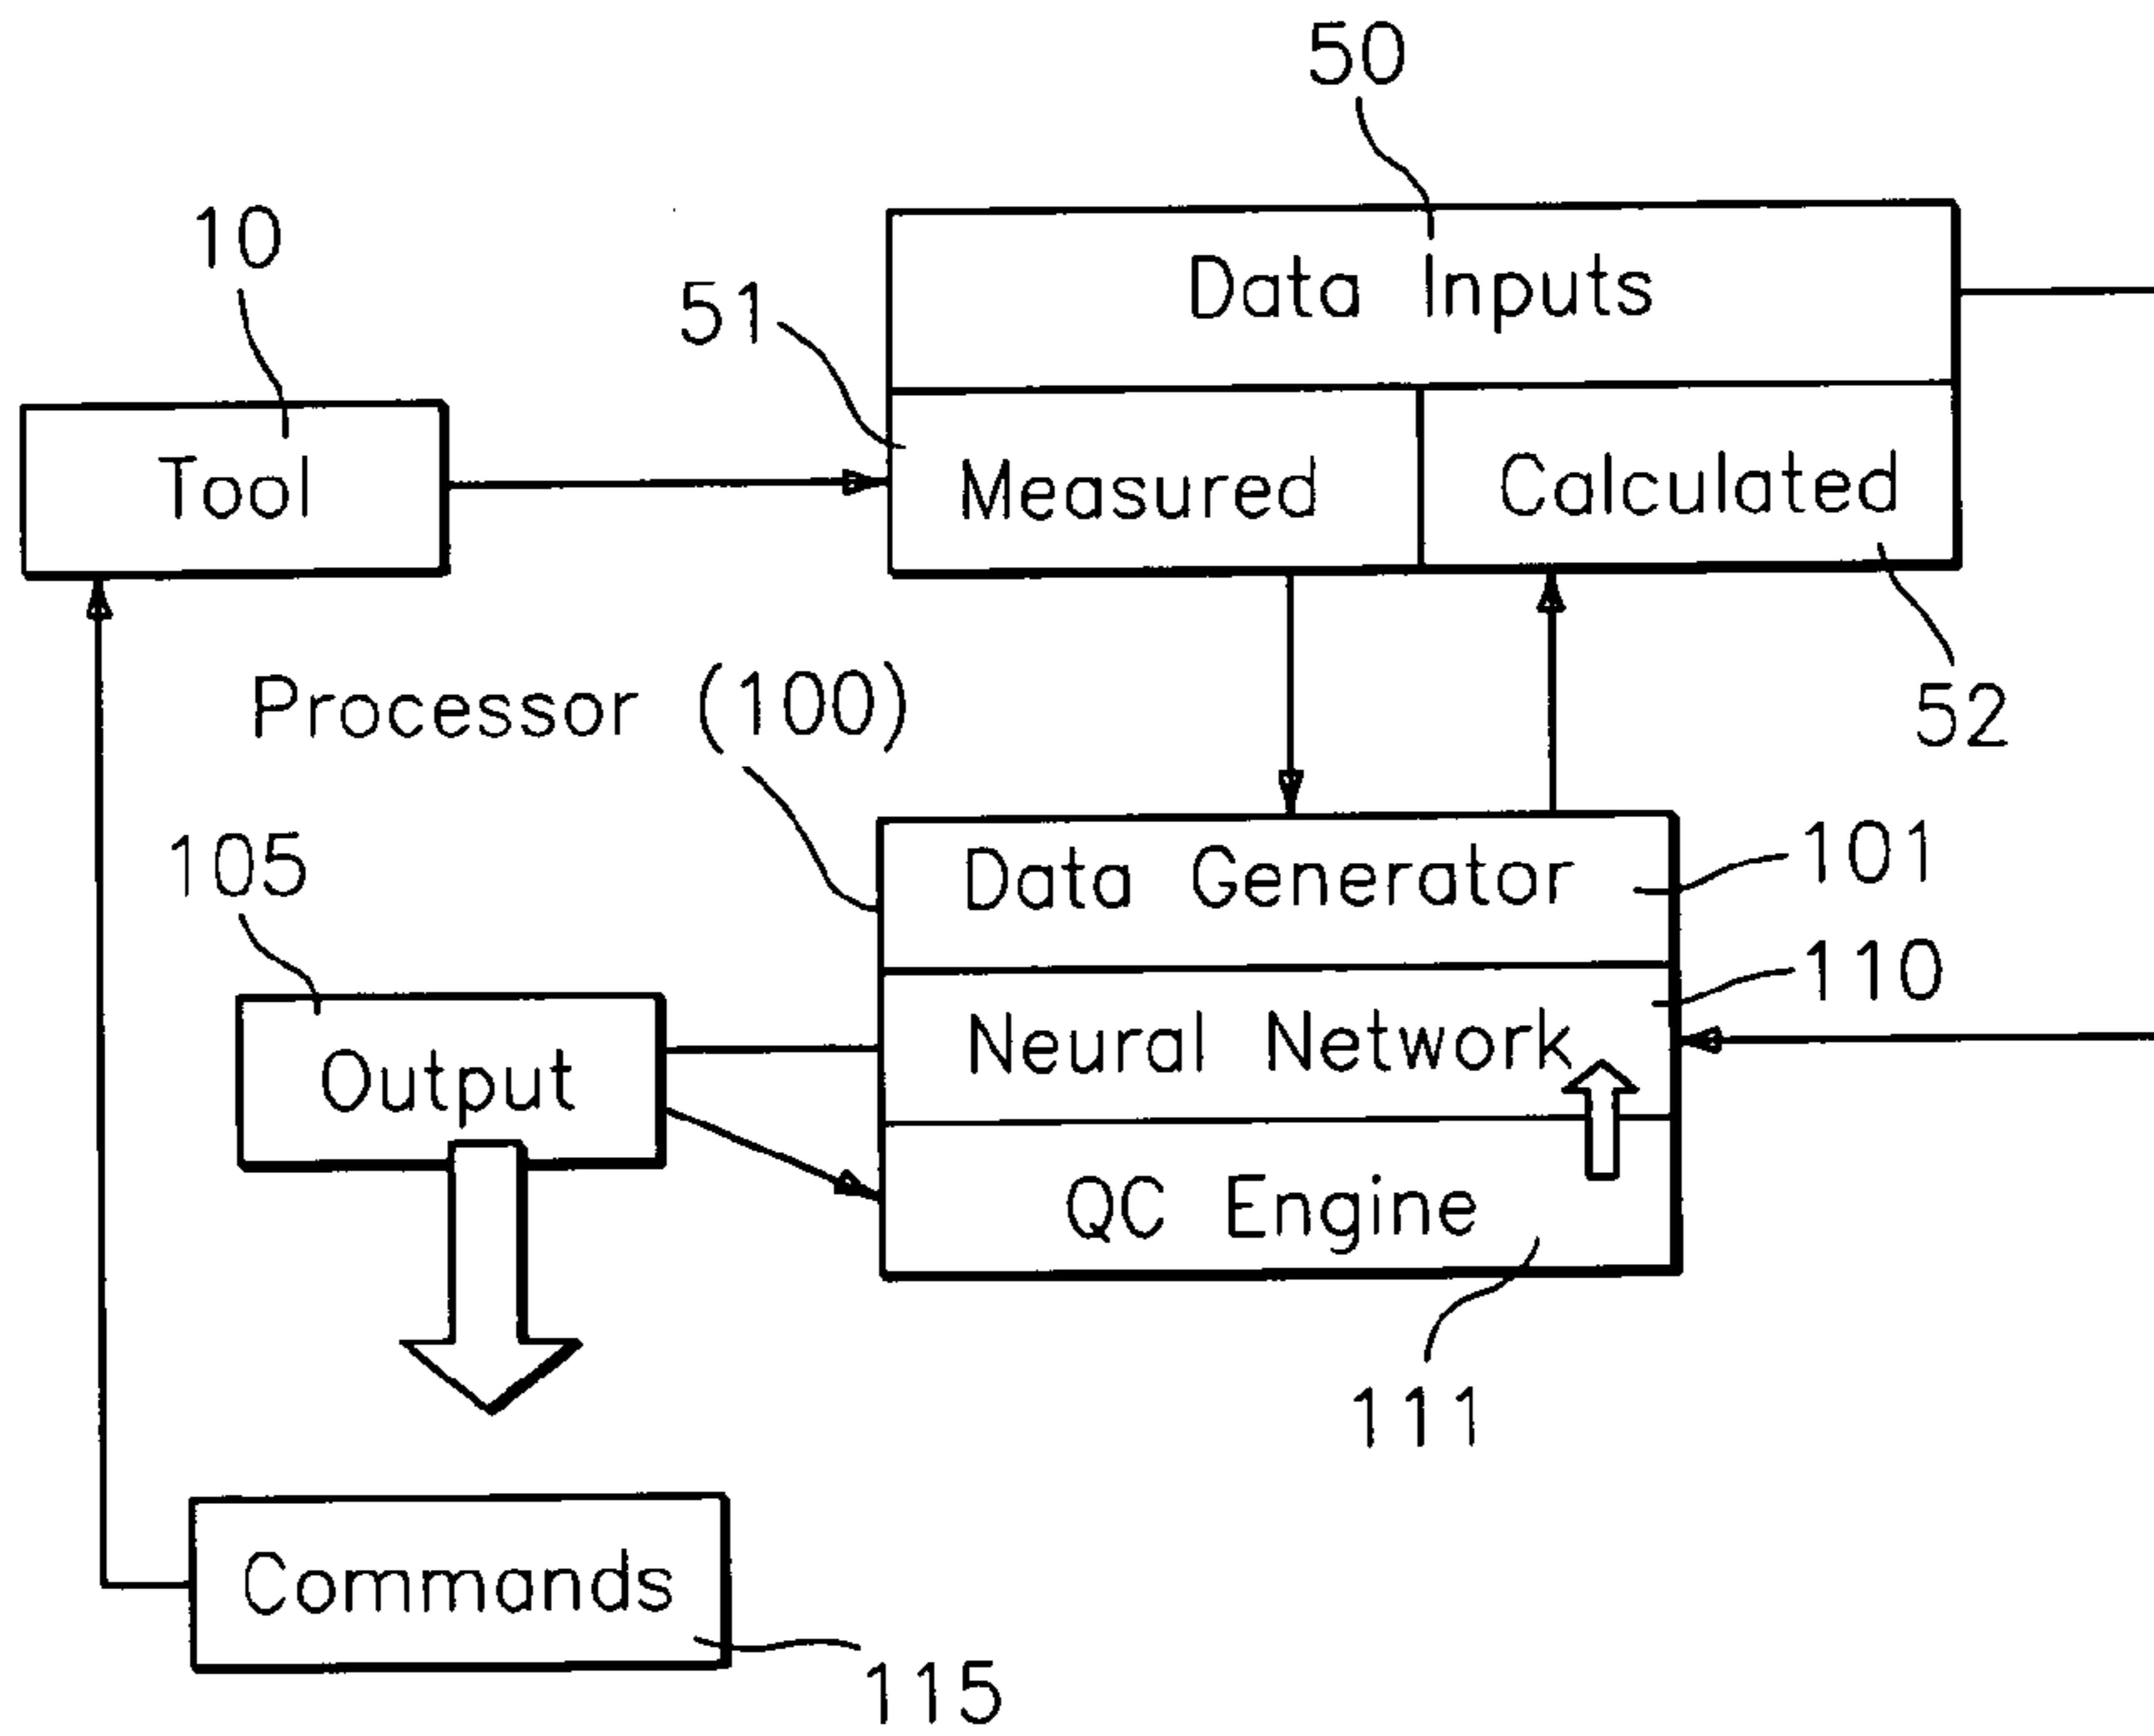 50
10
Data Inputs
51
Tool
Measured
Calculated
Processor (100)
52
105
Data Generator
101
110
Output
Neural Network
QC Engine
111
Commands
115